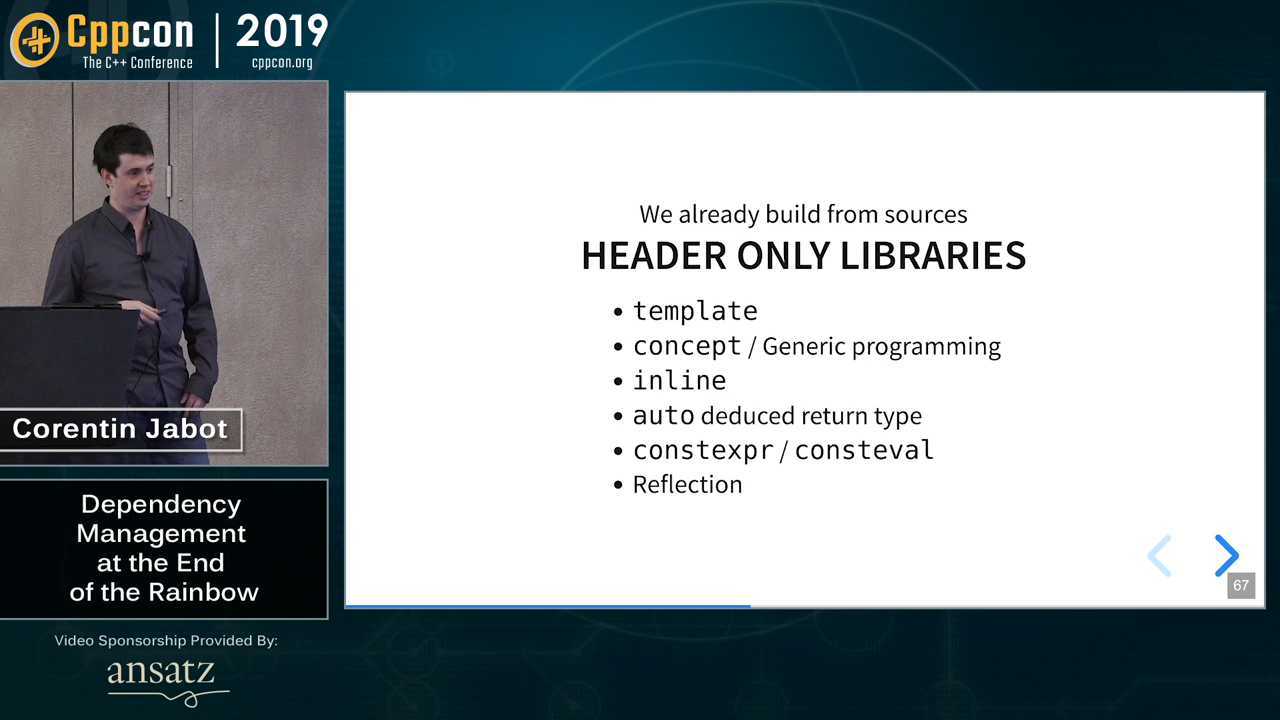 Cppcon
The C++ Conference
2019
cppcon.org
Corentin Jabot
Dependency
Management
at the End
of the Rainbow
Video Sponsorship Provided By:
ansatz
We already build from sources
HEADER ONLY LIBRARIES
• template
• concept / Generic programming
• inline
• auto deduced return type
• constexpr / consteval
• Reflection
67